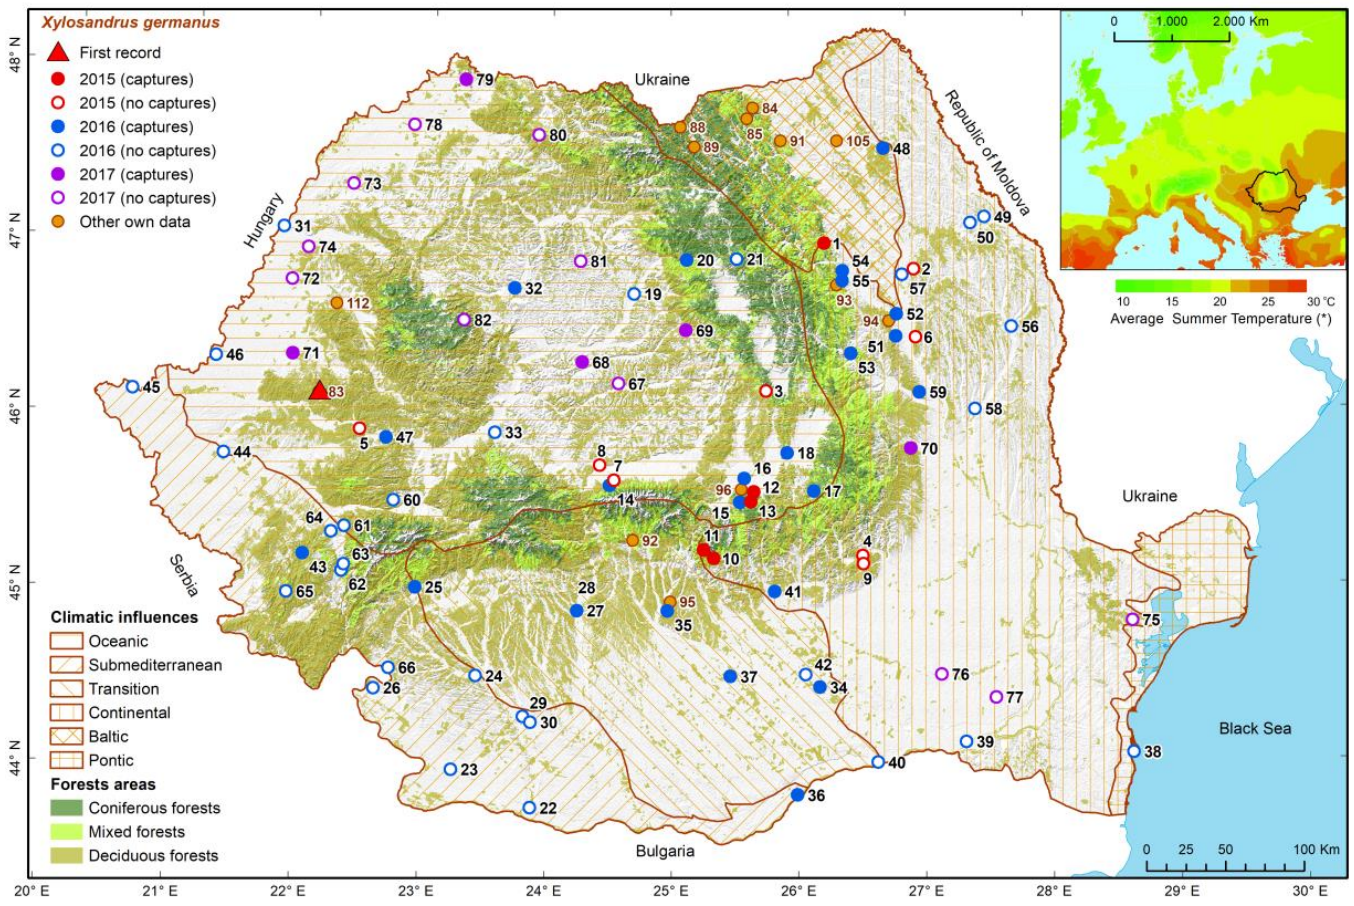 Xylosandrus germanus
First record
2015 (captures)
2015 (no captures)
2016 (captures)
2016 (no captures)
2017 (captures)
2017 (no captures)
Other own data
0 1.000 2.000 Km
10 15 20 25 30 °C
Average Summer Temperature (*)
48° N
47° N
46° N
45° N
44° N
Ukraine
Republic of Moldova
Hungary
Serbia
Bulgaria
Ukraine
Black Sea
79
78
80
84
88
85
91
105
89
48
73
31
49
50
74
1
81
20
21
54
2
72
55
57
32
19
93
112
52
94
56
82
69
51
6
46
71
53
68
45
67
83
3
59
58
5
47
33
70
44
8
18
7
16
96
12
17
60
14
15
13
64
61
11
4
92
63
10
43
9
62
65
25
28
41
27
95
35
75
66
42
24
37
76
26
34
77
29
30
39
38
23
40
36
22
Climatic influences
Oceanic
Submediterranean
Transition
Continental
Baltic
Pontic
Forests areas
Coniferous forests
Mixed forests
Deciduous forests
0 25 50 100 Km
20° E 21° E 22° E 23° E 24° E 25° E 26° E 27° E 28° E 29° E 30° E